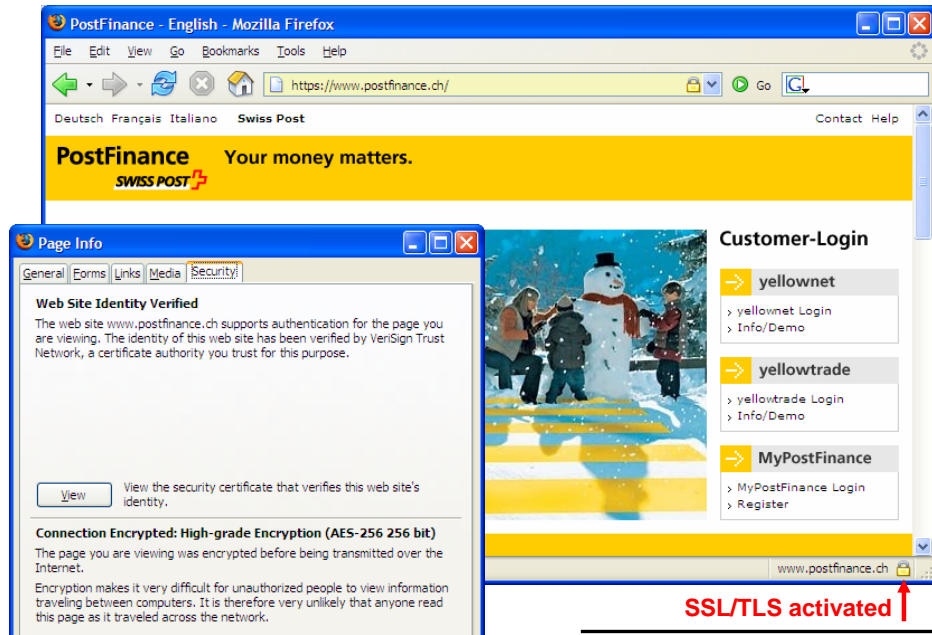 PostFinance - English - Mozilla Firefox
File Edit View Go Bookmarks Tools Help
https://www.postfinance.ch/ Go G
Deutsch Français Italiano Swiss Post Contact Help
PostFinance Your money matters.
SWISS POST
Page Info
General Forms Links Media Security
Web Site Identity Verified
The web site www.postfinance.ch supports authentication for the page you
are viewing. The identity of this web site has been verified by VeriSign Trust
Network, a certificate authority you trust for this purpose.
View
View the security certificate that verifies this web site's
identity.
Connection Encrypted: High-grade Encryption (AES-256 256 bit)
The page you are viewing was encrypted before being transmitted over the
Internet.
Encryption makes it very difficult for unauthorized people to view information
traveling between computers. It is therefore very unlikely that anyone read
this page as it traveled across the network.
Customer-Login
yellownet
yellownet Login
Info/Demo
yellowtrade
yellowtrade Login
Info/Demo
MyPostFinance
MyPostFinance Login
Register
www.postfinance.ch
SSL/TLS activated